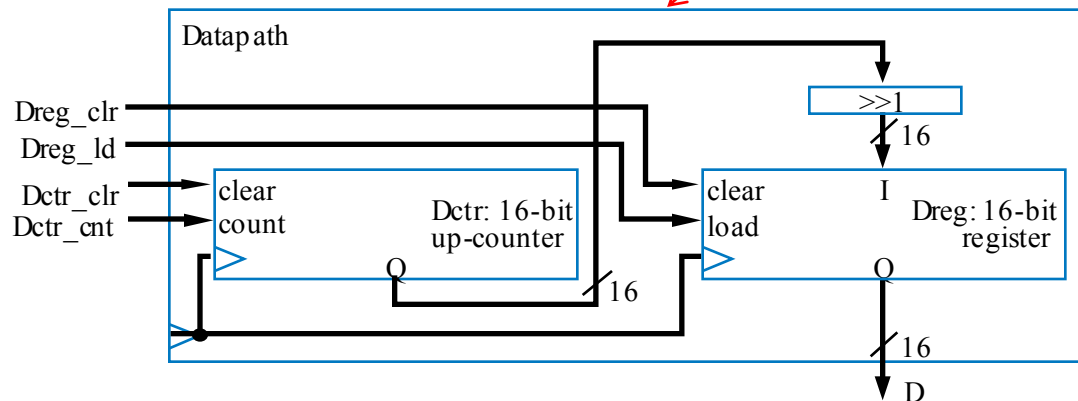 Datapath
>>1
Dreg_clr
16
Dreg_ld
Dctr_clr
Dctr_cnt
clear
count
Dctr: 16-bit
up-counter
Q
16
clear
load
I
Dreg: 16-bit
register
Q
16
D